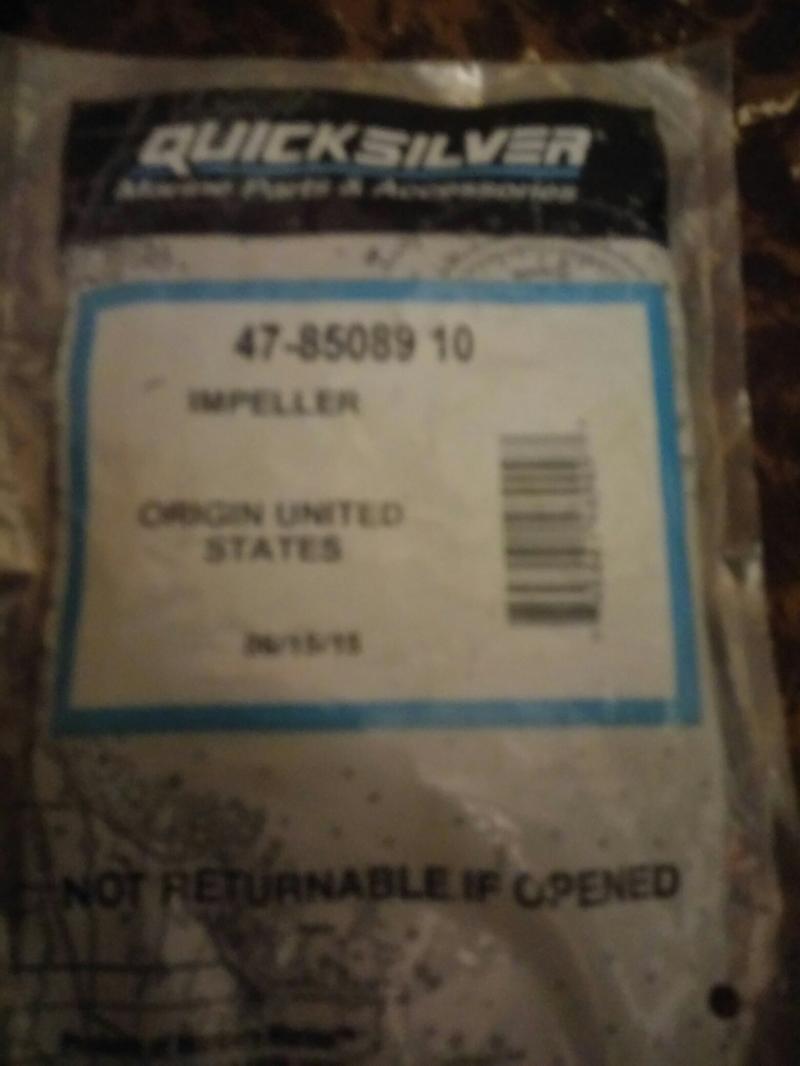 QUICKSILVER
Marine Parts & Accessories
47-85089 10
IMPELLER
ORIGIN UNITED
STATES
NOT RETURNABLE IF OPENED